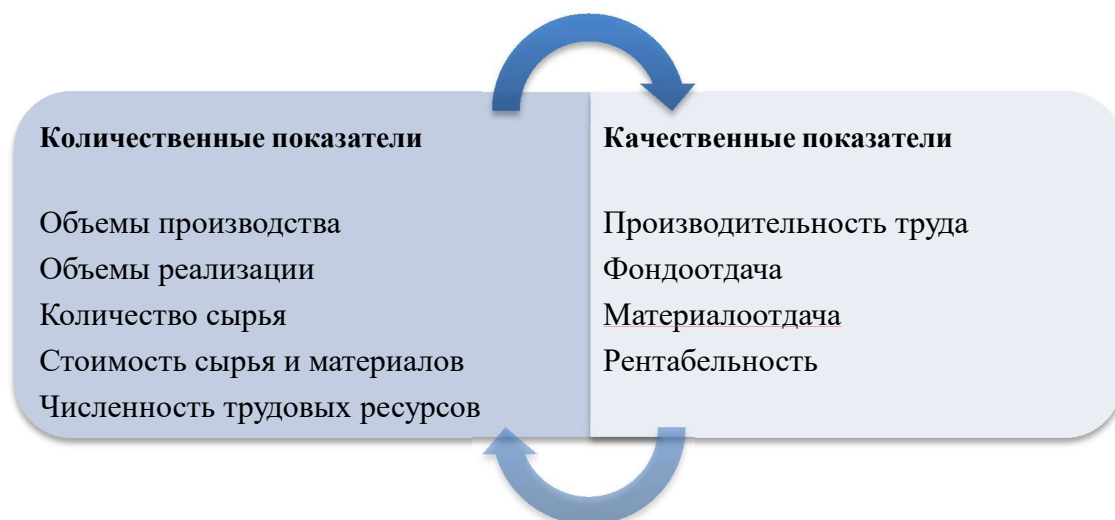 Количественные показатели
Объемы производства
Объемы реализации
Количество сырья
Стоимость сырья и материалов
Численность трудовых ресурсов
Качественные показатели
Производительность труда
Фондоотдача
Материалоотдача
Рентабельность